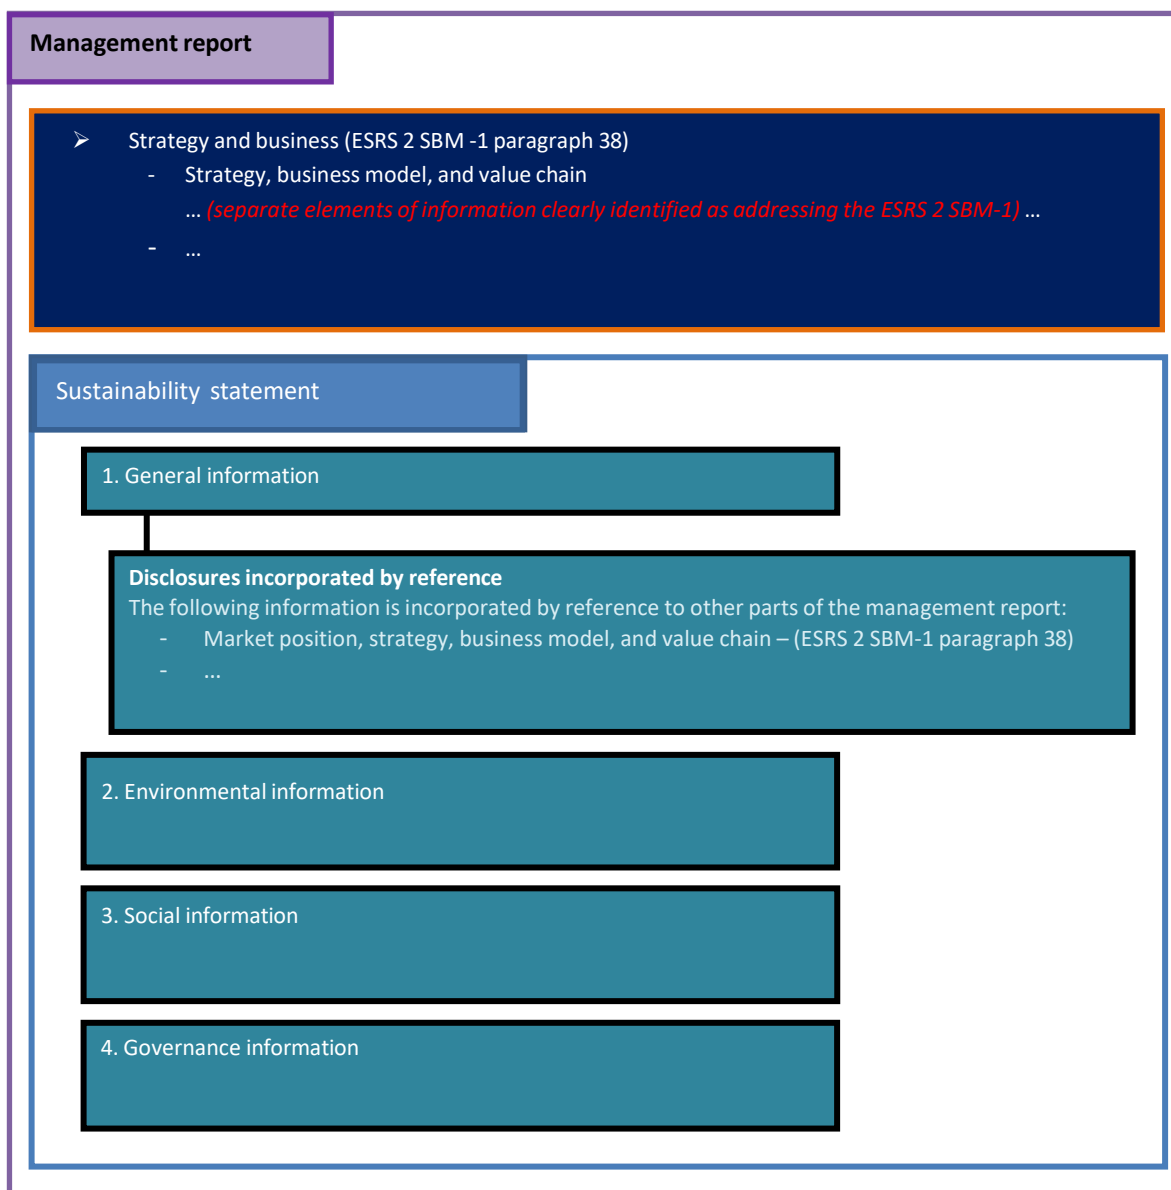 Management report
➢ Strategy and business (ESRS 2 SBM -1 paragraph 38)
- Strategy, business model, and value chain
... (separate elements of information clearly identified as addressing the ESRS 2 SBM-1) ...
- ...
Sustainability statement
1. General information
Disclosures incorporated by reference
The following information is incorporated by reference to other parts of the management report:
- Market position, strategy, business model, and value chain – (ESRS 2 SBM-1 paragraph 38)
- ...
2. Environmental information
3. Social information
4. Governance information